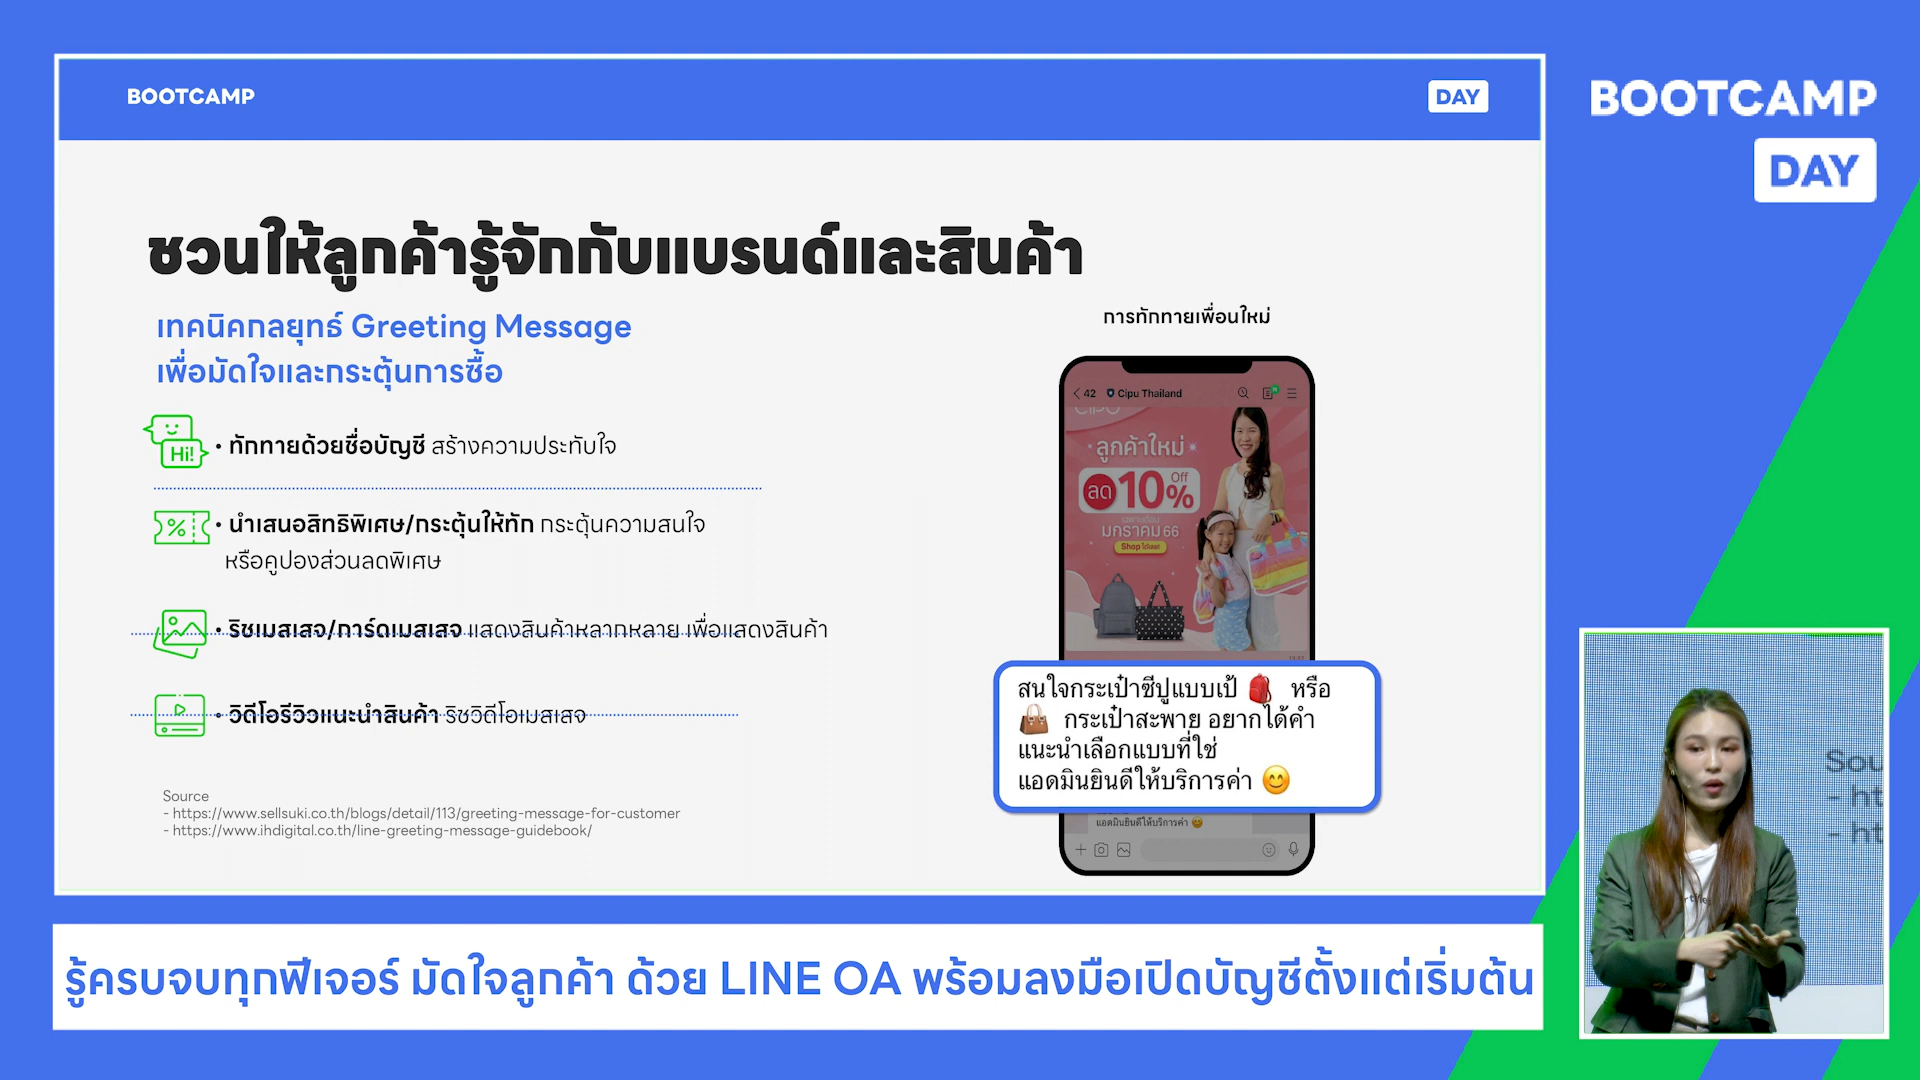 BOOTCAMP
DAY
BOOTCAMP
DAY
ชวนให้ลูกค้ารู้จักกับแบรนด์และสินค้า
เทคนิคกลยุทธ์ Greeting Message
เพื่อมัดใจและกระตุ้นการซื้อ
Hi!
• ทักทายด้วยชื่อบัญชี สร้างความประทับใจ
%
• นำเสนอสิทธิพิเศษ/กระตุ้นให้ทัก กระตุ้นความสนใจ
หรือคูปองส่วนลดพิเศษ
• ริชเมสเสจ/การ์ดเมสเสจ แสดงสินค้าหลากหลาย เพื่อแสดงสินค้า
• วิดีโอรีวิวแนะนำสินค้า ริชวิดีโอเมสเสจ
Source
- https://www.sellsuki.co.th/blogs/detail/113/greeting-message-for-customer
- https://www.ihdigital.co.th/line-greeting-message-guidebook/
การทักทายเพื่อนใหม่
42 Cipu Thailand
CIPU
ลูกค้าใหม่
ลด 10% Off
เฉพาะเดือน
มกราคม 66
Shop ได้เลย!
สนใจกระเป๋าซีปูแบบเป้ 🎒 หรือ
👜 กระเป๋าสะพาย อยากได้คำ
แนะนำเลือกแบบที่ใช่
แอดมินยินดีให้บริการค่า 😊
แอดมินยินดีให้บริการค่า 😊
Sou
- ht
- ht
รู้ครบจบทุกฟีเจอร์ มัดใจลูกค้า ด้วย LINE OA พร้อมลงมือเปิดบัญชีตั้งแต่เริ่มต้น